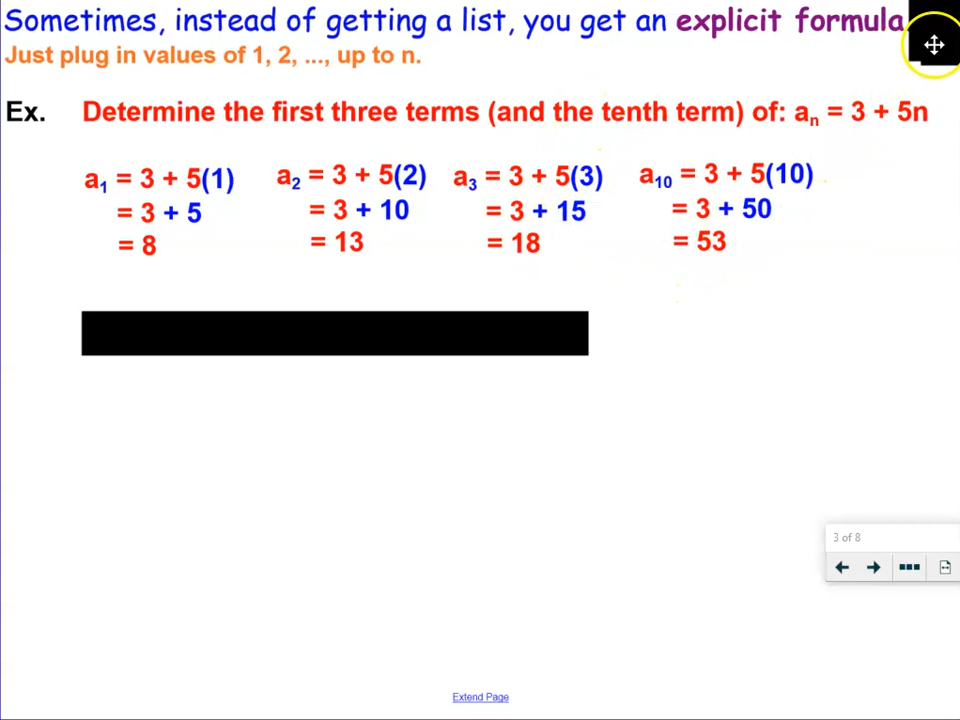 Sometimes, instead of getting a list, you get an explicit formula.
Just plug in values of 1, 2, ..., up to n.
Ex. Determine the first three terms (and the tenth term) of: aₙ = 3 + 5n
a₁ = 3 + 5(1)
= 3 + 5
= 8
a₂ = 3 + 5(2)
= 3 + 10
= 13
a₃ = 3 + 5(3)
= 3 + 15
= 18
a₁₀ = 3 + 5(10)
= 3 + 50
= 53
3 of 8
Extend Page